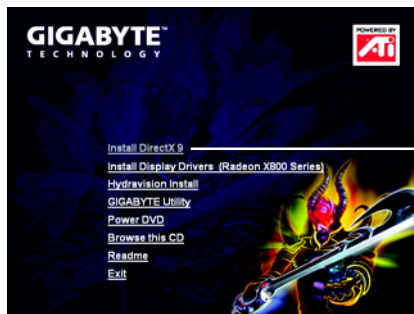 GIGABYTE™
TECHNOLOGY
POWERED BY
ATi
Install DirectX 9
Install Display Drivers (Radeon X800 Series)
Hydravision Install
GIGABYTE Utility
Power DVD
Browse this CD
Readme
Exit